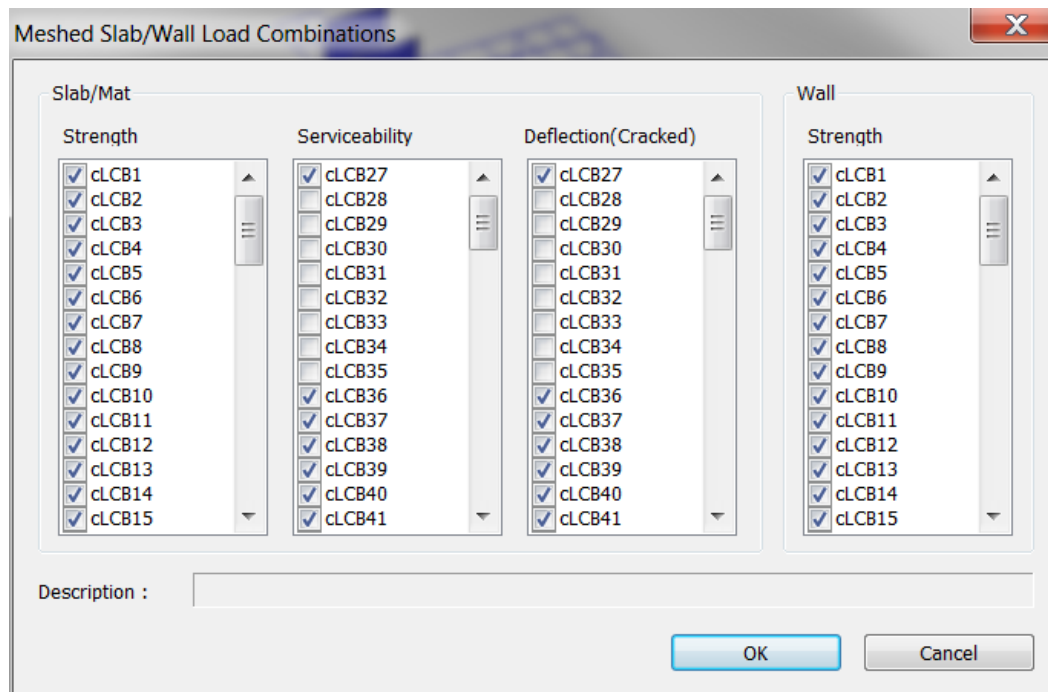 Meshed Slab/Wall Load Combinations
X
Slab/Mat
Wall
Strength Serviceability Deflection(Cracked) Strength
cLCB1 cLCB27 cLCB27 cLCB1
cLCB2 cLCB28 cLCB28 cLCB2
cLCB3 cLCB29 cLCB29 cLCB3
cLCB4 cLCB30 cLCB30 cLCB4
cLCB5 cLCB31 cLCB31 cLCB5
cLCB6 cLCB32 cLCB32 cLCB6
cLCB7 cLCB33 cLCB33 cLCB7
cLCB8 cLCB34 cLCB34 cLCB8
cLCB9 cLCB35 cLCB35 cLCB9
cLCB10 cLCB36 cLCB36 cLCB10
cLCB11 cLCB37 cLCB37 cLCB11
cLCB12 cLCB38 cLCB38 cLCB12
cLCB13 cLCB39 cLCB39 cLCB13
cLCB14 cLCB40 cLCB40 cLCB14
cLCB15 cLCB41 cLCB41 cLCB15
Description :
OK Cancel